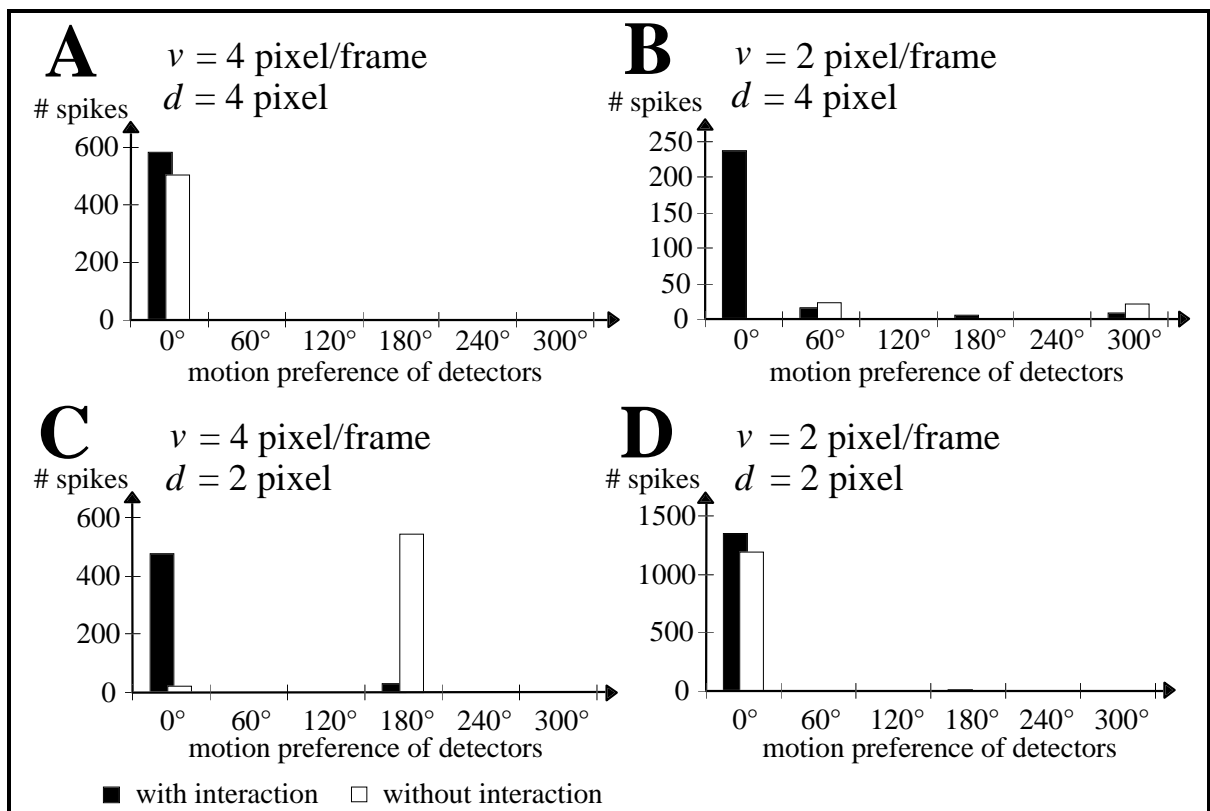 A
v = 4 pixel/frame
d = 4 pixel
# spikes
600
400
200
0
0° 60° 120° 180° 240° 300°
motion preference of detectors
B
v = 2 pixel/frame
d = 4 pixel
# spikes
250
200
150
100
50
0
0° 60° 120° 180° 240° 300°
motion preference of detectors
C
v = 4 pixel/frame
d = 2 pixel
# spikes
600
400
200
0
0° 60° 120° 180° 240° 300°
motion preference of detectors
D
v = 2 pixel/frame
d = 2 pixel
# spikes
1500
1000
500
0
0° 60° 120° 180° 240° 300°
motion preference of detectors
with interaction without interaction